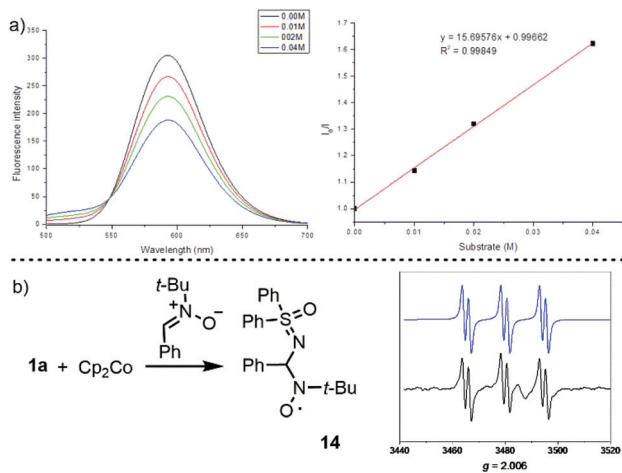 a)
350
300
250
200
150
100
50
0
Fluorescence intensity
500 550 600 650 700
Wavelength (nm)
0.00M
0.01M
002M
0.04M
1.7
1.6
1.5
1.4
1.3
1.2
1.1
1.0
I₀/I
y = 15.69576x + 0.99662
R² = 0.99849
0.00 0.01 0.02 0.03 0.04
Substrate (M)
b)
1a + Cp₂Co
t-Bu
N⁺
O⁻
Ph
Ph O
Ph S
N
Ph
N t-Bu
O·
14
3440 3460 3480 3500 3520
g = 2.006